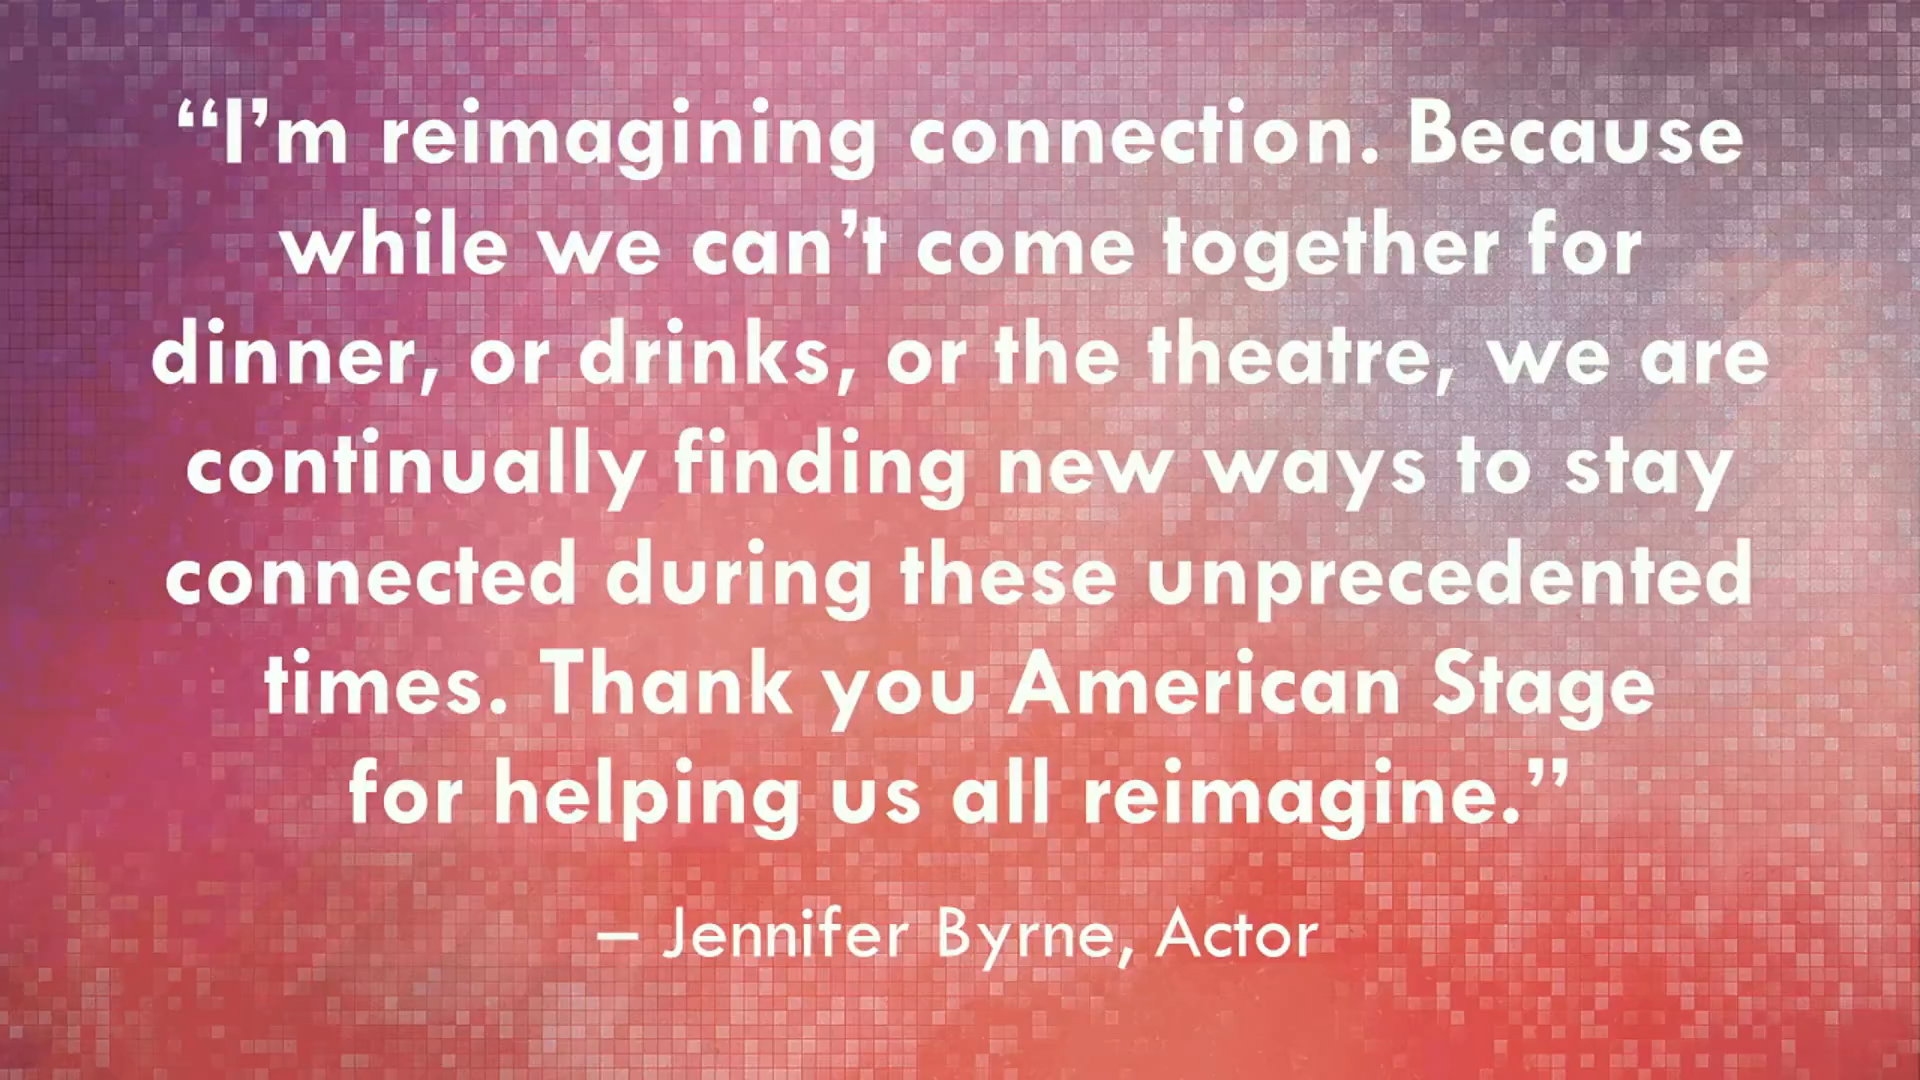 “I’m reimagining connection. Because
while we can’t come together for
dinner, or drinks, or the theatre, we are
continually finding new ways to stay
connected during these unprecedented
times. Thank you American Stage
for helping us all reimagine.”
– Jennifer Byrne, Actor